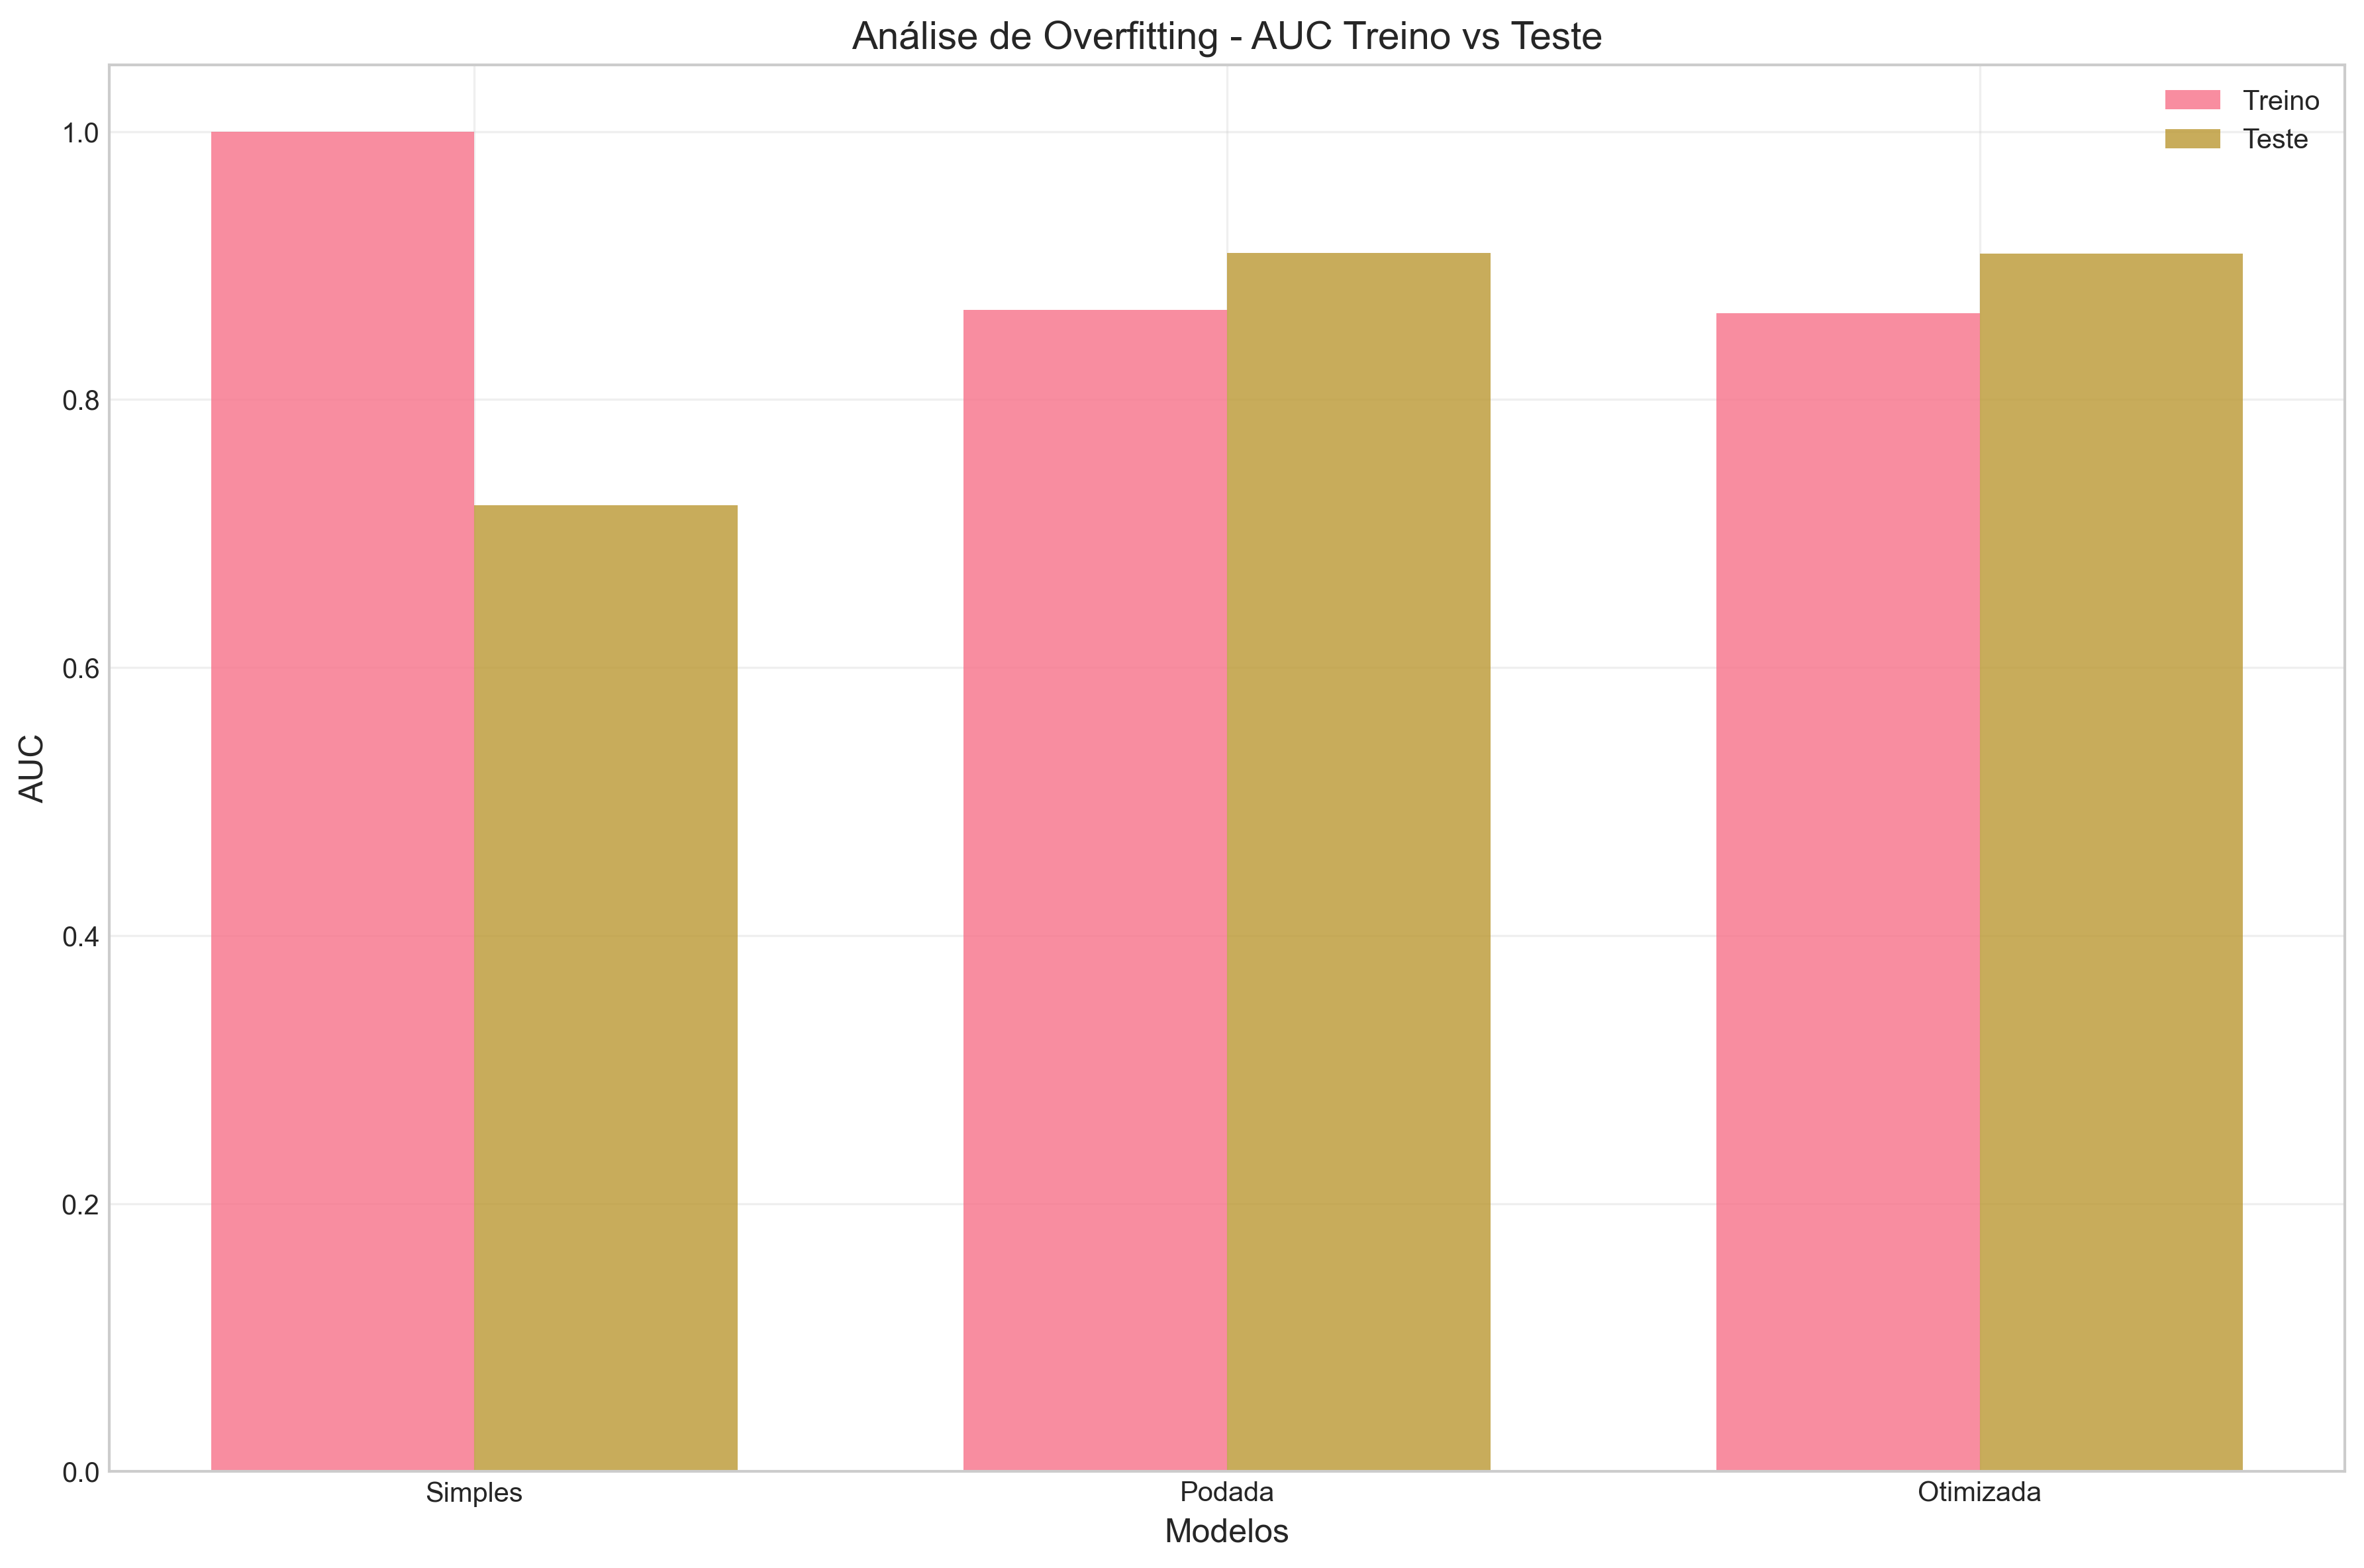 Análise de Overfitting - AUC Treino vs Teste
Treino
Teste
1.0
0.8
0.6
0.4
0.2
0.0
AUC
Simples
Podada
Otimizada
Modelos